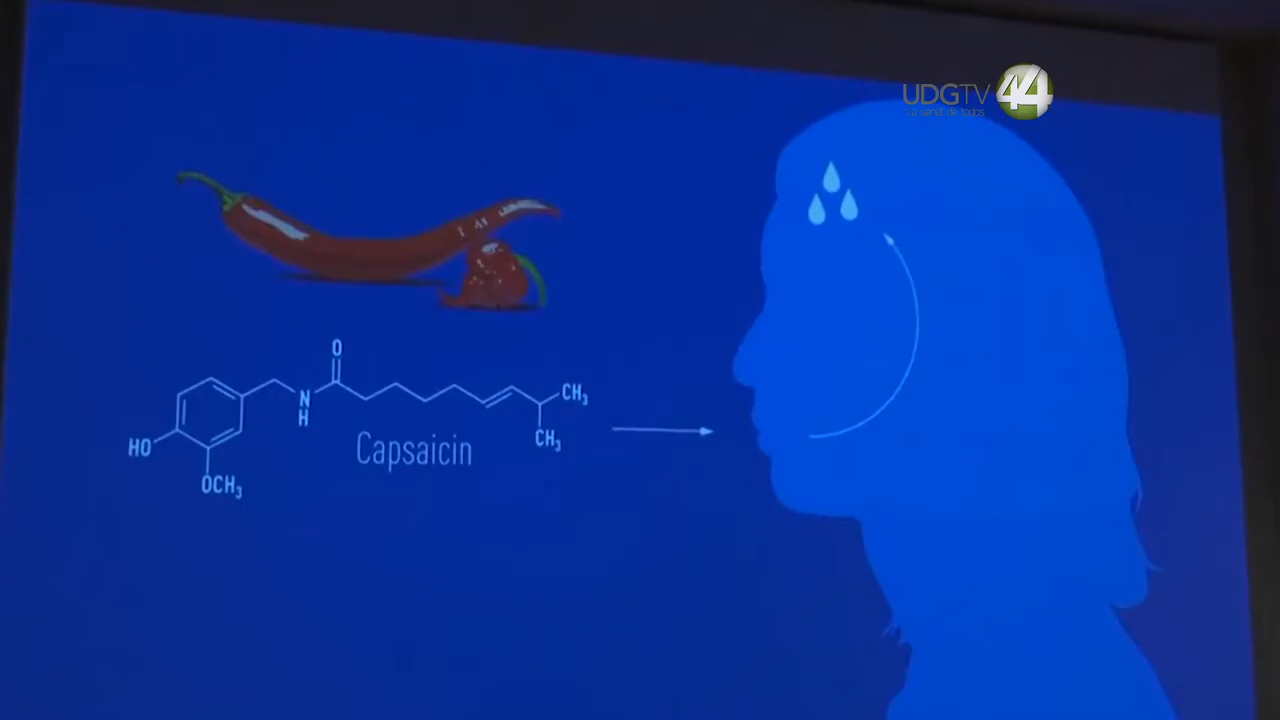 UDGTV 44
La señal de todos
O
N
H
CH3
CH3
HO
OCH3
Capsaicin